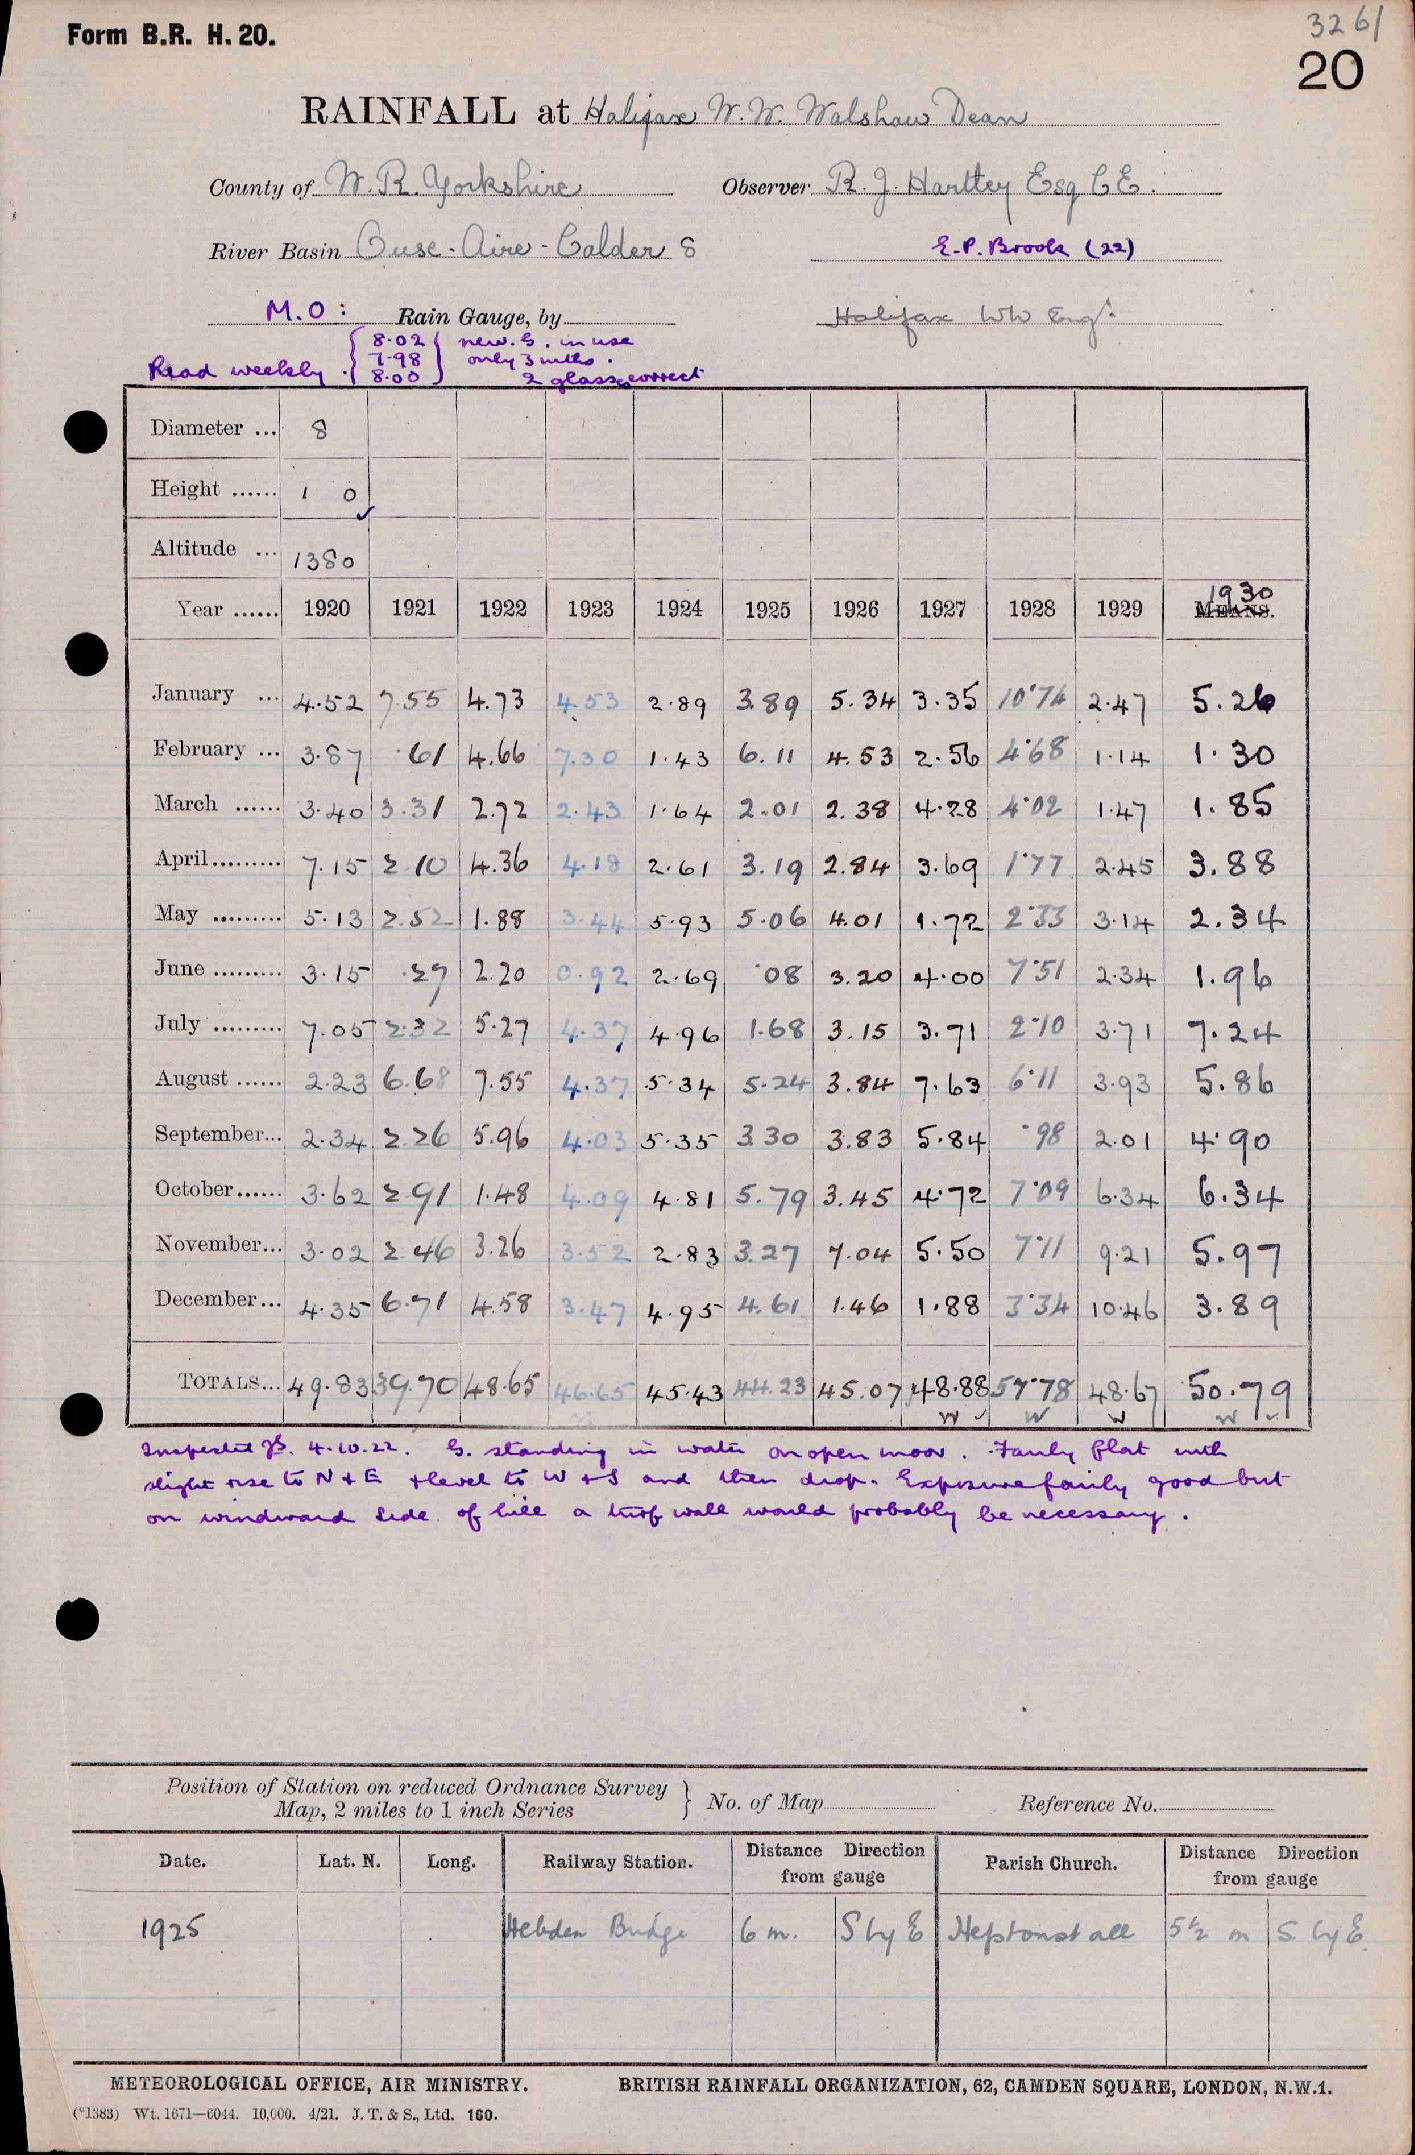 3261
Form B.R. H. 20.
20
RAINFALL at Halifax W.W. Walshaw Dean
County of W.R. Yorkshire Observer R. J. Hartley Esq C.E.
River Basin Ouse - Aire - Calder 8 E.P. Brook (22)
M.O: Rain Gauge, by Halifax WW Engr
Read weekly. { 8.02 7.98 8.00 } new. G. in use only 3 mths. 2 glasses correct
Diameter ... 8
Height ...... 1 0 ✓
Altitude ... 1380
Year ...... 1920 1921 1922 1923 1924 1925 1926 1927 1928 1929 MEANS. 1930
January ... 4.52 7.55 4.73 4.53 2.89 3.89 5.34 3.35 10.74 2.47 5.26
February ... 3.87 .61 4.66 7.30 1.43 6.11 4.53 2.56 4.68 1.14 1.30
March ...... 3.40 3.31 2.72 2.43 1.64 2.01 2.38 4.28 4.02 1.47 1.85
April......... 7.15 2.10 4.36 4.18 2.61 3.19 2.84 3.69 1.77 2.45 3.88
May ......... 5.13 2.52 1.88 3.44 5.93 5.06 4.01 1.72 2.33 3.14 2.34
June ......... 3.15 .27 2.20 0.92 2.69 .08 3.20 4.00 7.51 2.34 1.96
July ......... 7.05 2.32 5.27 4.37 4.96 1.68 3.15 3.71 2.10 3.71 7.24
August ...... 2.23 6.68 7.55 4.37 5.34 5.24 3.84 7.63 6.11 3.93 5.86
September... 2.34 2.26 5.96 4.03 5.35 3.30 3.83 5.84 .98 2.01 4.90
October...... 3.62 2.91 1.48 4.09 4.81 5.79 3.45 4.72 7.09 6.34 6.34
November... 3.02 2.46 3.26 3.52 2.83 3.27 7.04 5.50 7.11 9.21 5.97
December... 4.35 6.71 4.58 3.47 4.95 4.61 1.46 1.88 3.34 10.46 3.89
TOTALS... 49.83 39.70 48.65 46.65 45.43 44.23 45.07 48.88 57.78 48.67 50.79
W ✓ W W W ✓
Inspected 4.10.22. G. standing in water on open moor. Fairly flat with
slight rise to N & E & level to W & S and then drop. Exposure fairly good but
on windward side of hill a turf wall would probably be necessary.
Position of Station on reduced Ordnance Survey Map, 2 miles to 1 inch Series } No. of Map Reference No.
Date. Lat. N. Long. Railway Station. Distance Direction from gauge Parish Church. Distance Direction from gauge
1925 Hebden Bridge 6 m. S by E Heptonstall 5½ m S. by E.
METEOROLOGICAL OFFICE, AIR MINISTRY. BRITISH RAINFALL ORGANIZATION, 62, CAMDEN SQUARE, LONDON, N.W.1.
(*1383) Wt. 1671—6044. 10,000. 4/21. J. T. & S., Ltd. 160.